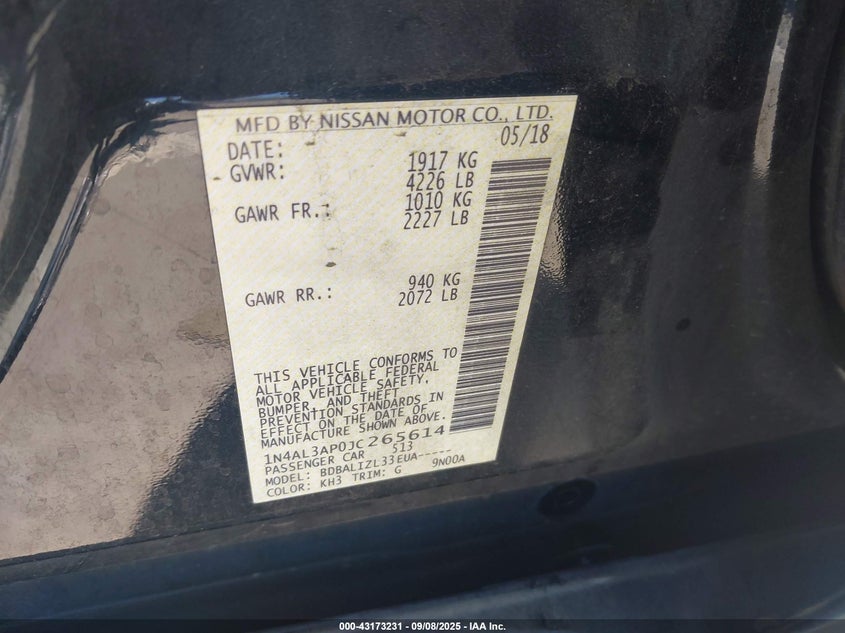 MFD BY NISSAN MOTOR CO., LTD.
DATE: 05/18
GVWR: 1917 KG
4226 LB
GAWR FR.: 1010 KG
2227 LB
GAWR RR.: 940 KG
2072 LB
THIS VEHICLE CONFORMS TO
ALL APPLICABLE FEDERAL
MOTOR VEHICLE SAFETY,
BUMPER, AND THEFT
PREVENTION STANDARDS IN
EFFECT ON THE DATE OF
MANUFACTURE SHOWN ABOVE.
1N4AL3AP0JC265614
PASSENGER CAR 513
MODEL: BDBALIZL33EUA-----
COLOR: KH3 TRIM: G 9N00A
000-43173231 - 09/08/2025 - IAA Inc.